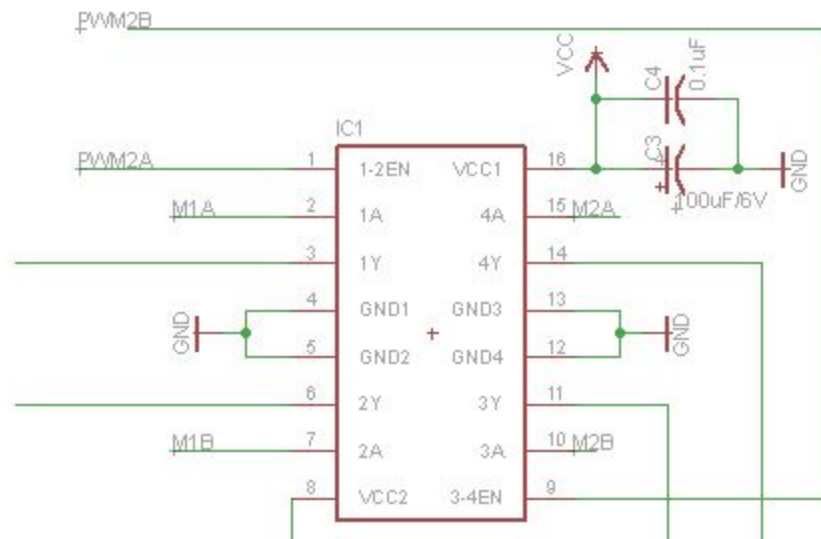 PWM2B
VCC
C4
0.1uF
IC1
PWM2A
1
1-2EN
VCC1
16
C3
GND
100uF/6V
M1A
2
1A
4A
15
M2A
3
1Y
4Y
14
GND
4
GND1
GND3
13
GND
5
GND2
GND4
12
6
2Y
3Y
11
M1B
7
2A
3A
10
M2B
8
VCC2
3-4EN
9